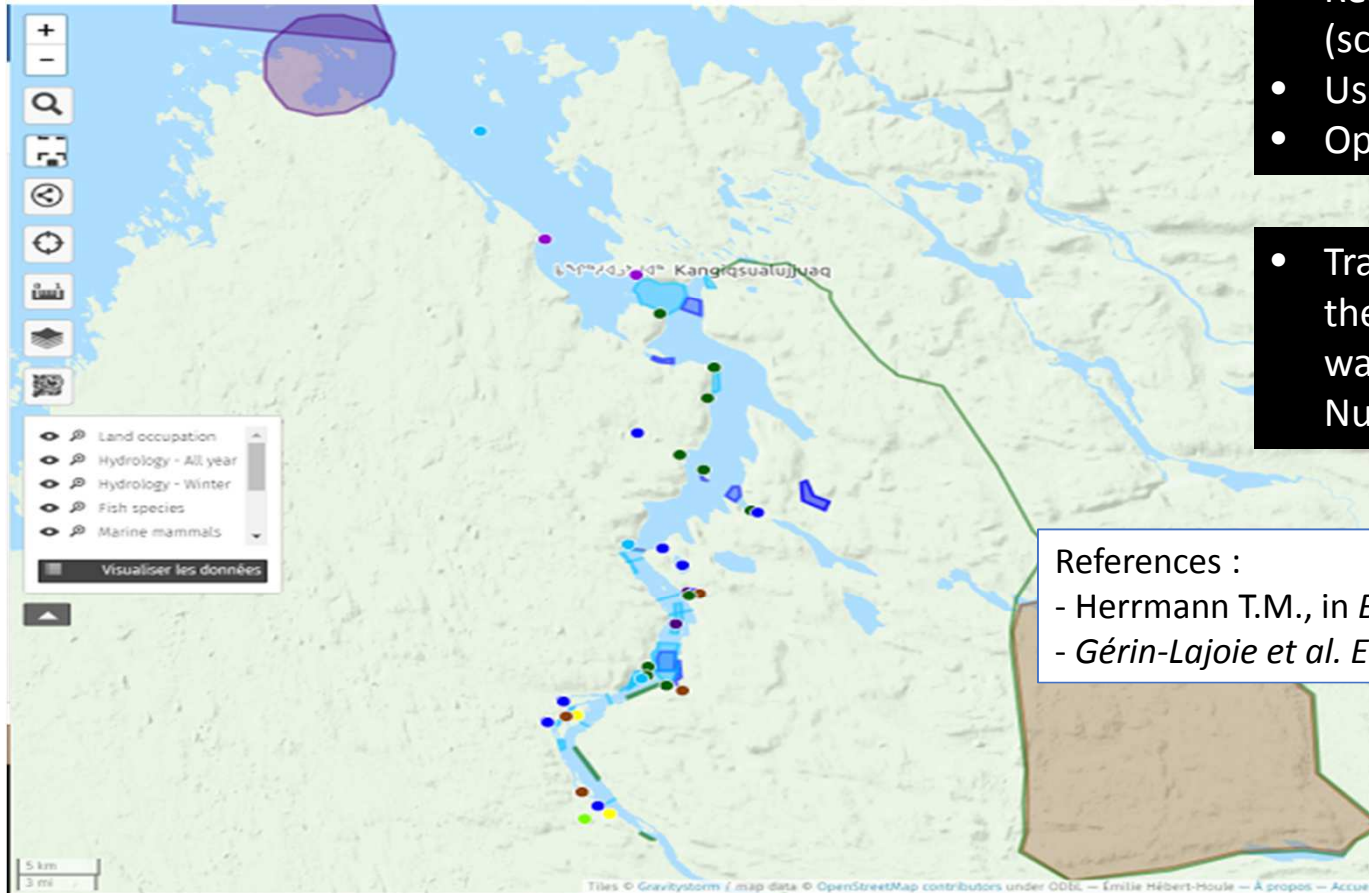 +
−
(sc
• Us
• Op
• Tra
the
wa
Nu
Kangiqsualujjuaq
Land occupation
Hydrology - All year
Hydrology - Winter
Fish species
Marine mammals
Visualiser les données
References :
- Herrmann T.M., in E
- Gérin-Lajoie et al. E
5 km
3 mi
Tiles © Gravitystorm / map data © OpenStreetMap contributors under ODbL — Émilie Hébert-Houle — À propos — Accue